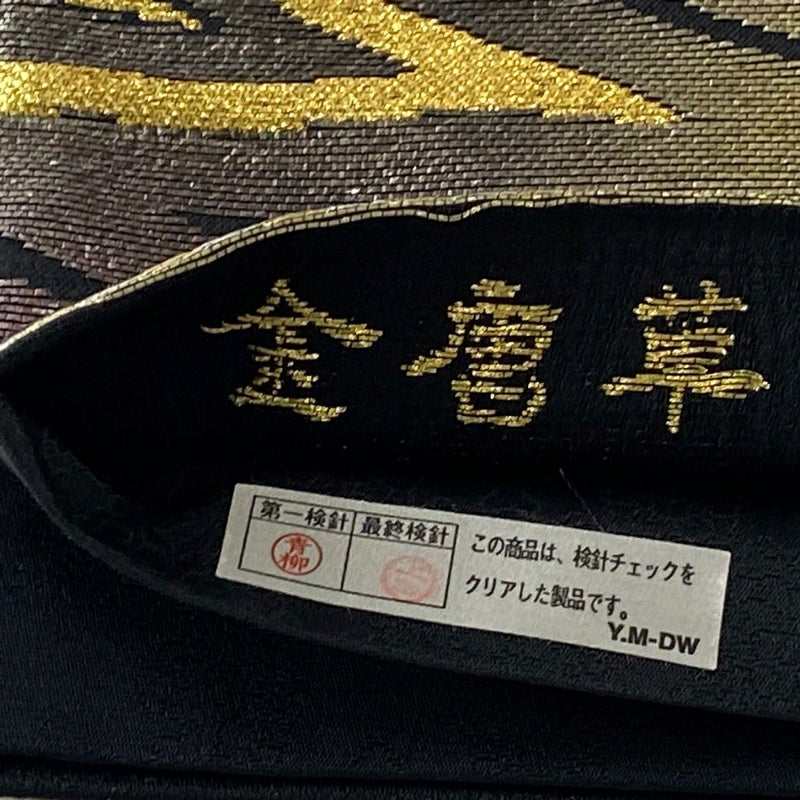 金唐草
第一検針 最終検針
青柳
この商品は、検針チェックを
クリアした製品です。
Y.M-DW